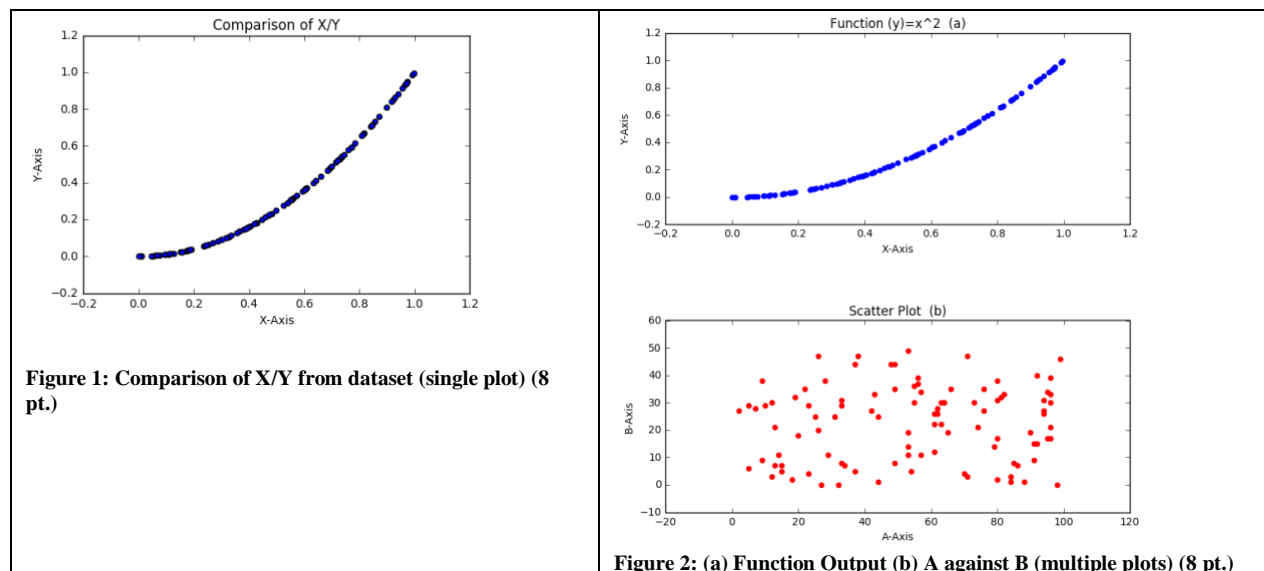 Comparison of X/Y
1.2
1.0
0.8
0.6
0.4
0.2
0.0
−0.2
Y-Axis
−0.2 0.0 0.2 0.4 0.6 0.8 1.0 1.2
X-Axis
Figure 1: Comparison of X/Y from dataset (single plot) (8
pt.)
Function (y)=x^2 (a)
1.2
1.0
0.8
0.6
0.4
0.2
0.0
−0.2
Y-Axis
−0.2 0.0 0.2 0.4 0.6 0.8 1.0 1.2
X-Axis
Scatter Plot (b)
60
50
40
30
20
10
0
−10
B-Axis
−20 0 20 40 60 80 100 120
A-Axis
Figure 2: (a) Function Output (b) A against B (multiple plots) (8 pt.)